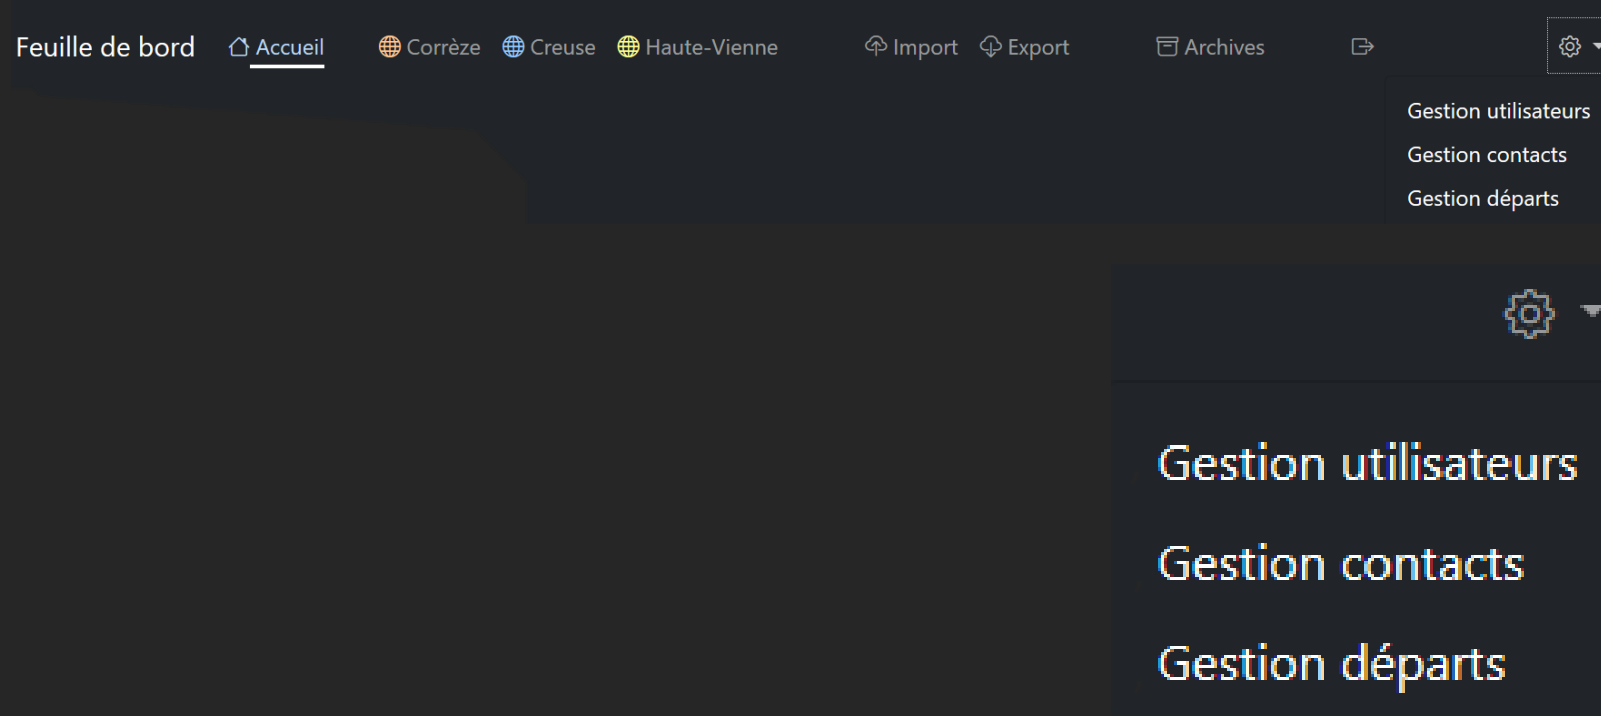 Feuille de bord Accueil Corrèze Creuse Haute-Vienne Import Export Archives
Gestion utilisateurs
Gestion contacts
Gestion départs
Gestion utilisateurs
Gestion contacts
Gestion départs